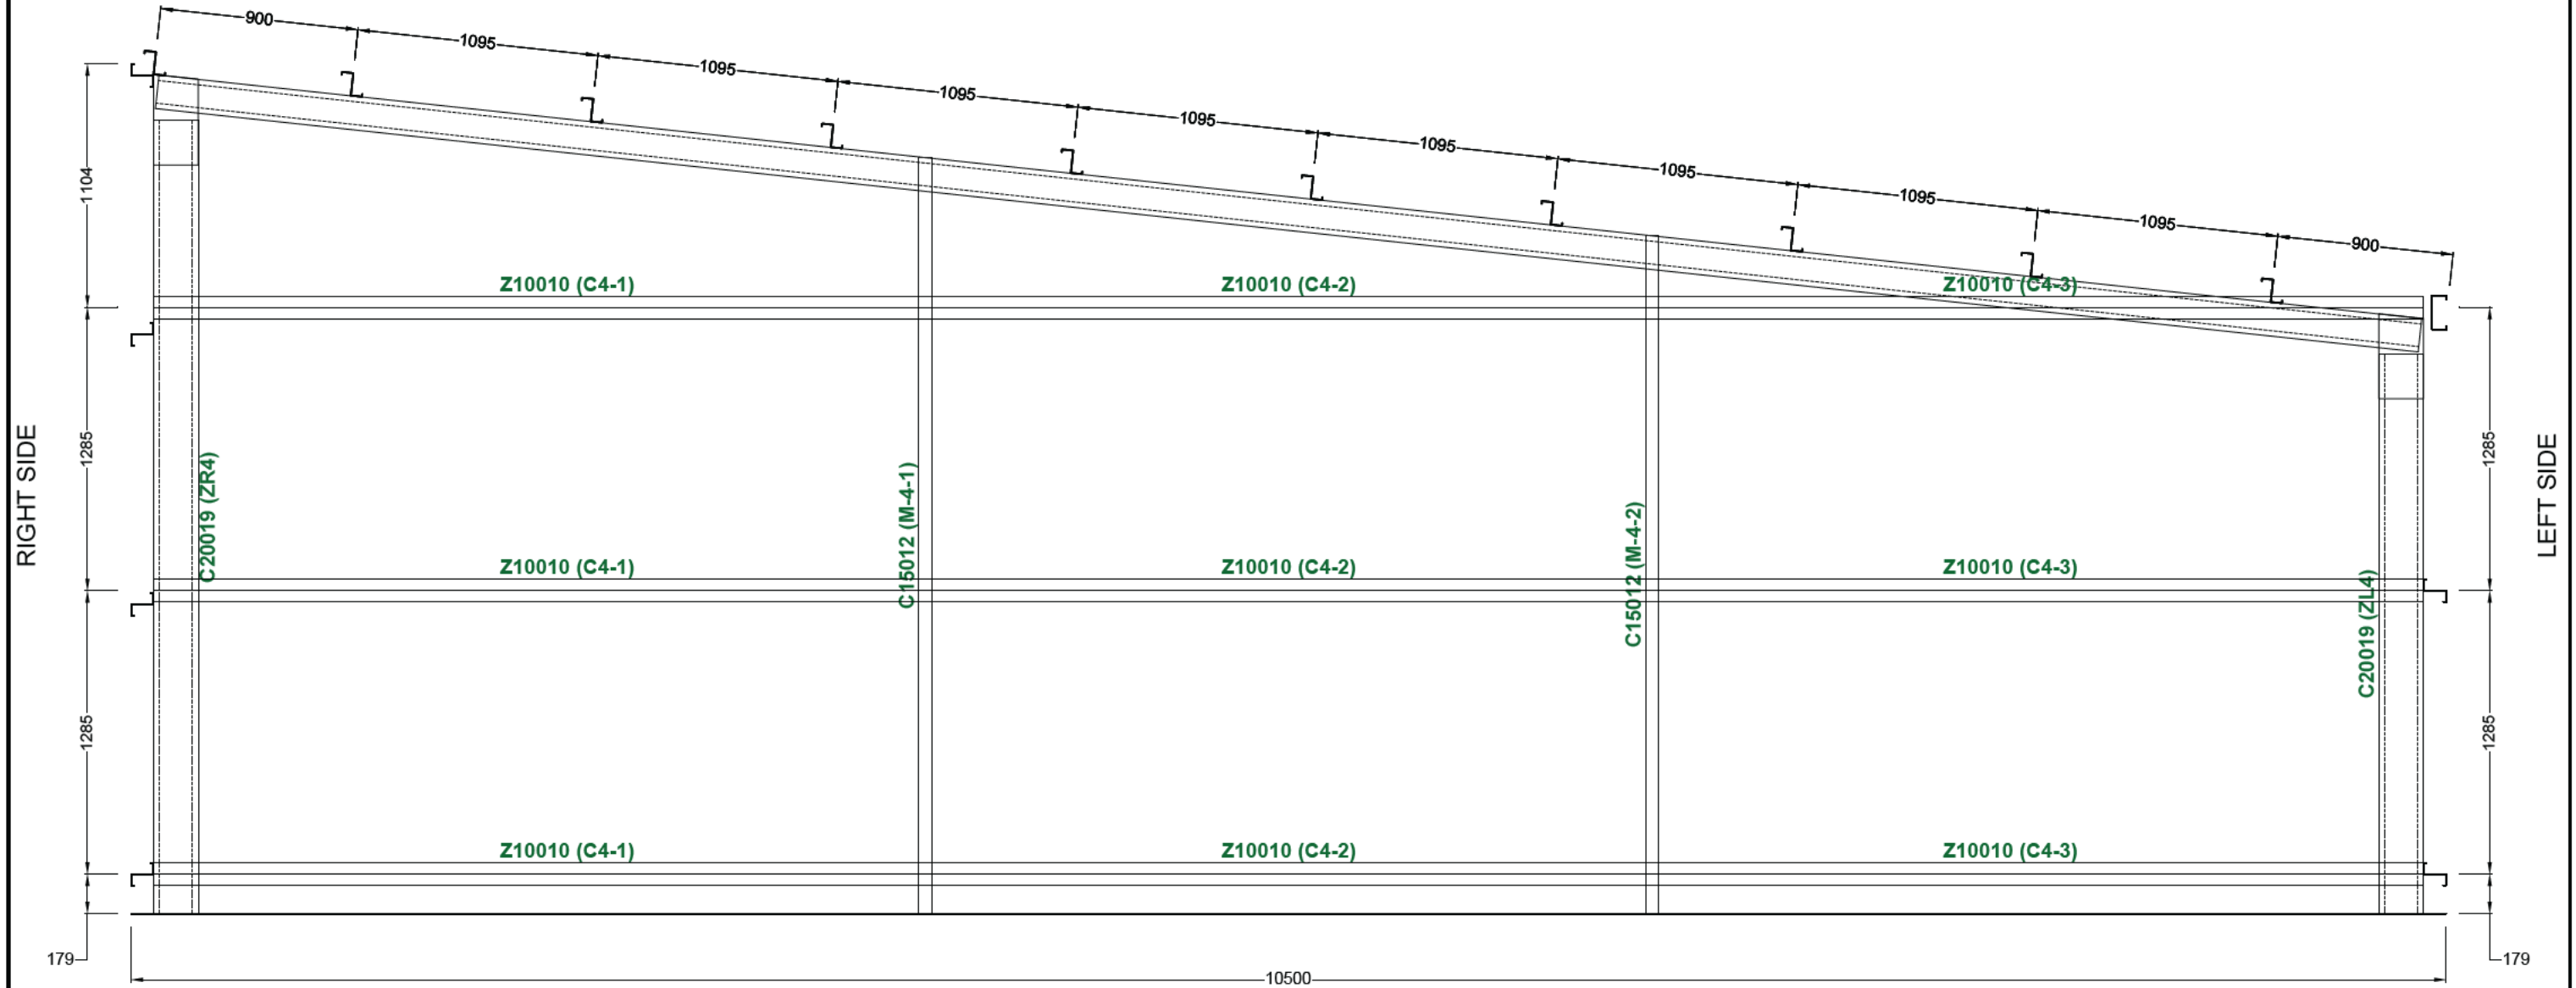 900
1095
1095
1095
1095
1095
1095
1095
1095
900
1104
Z10010 (C4-1)
Z10010 (C4-2)
Z10010 (C4-3)
RIGHT SIDE
1285
C20019 (ZR4)
C15012 (M-4-1)
C15012 (M-4-2)
C20019 (ZL4)
1285
LEFT SIDE
Z10010 (C4-1)
Z10010 (C4-2)
Z10010 (C4-3)
1285
1285
Z10010 (C4-1)
Z10010 (C4-2)
Z10010 (C4-3)
179
179
10500